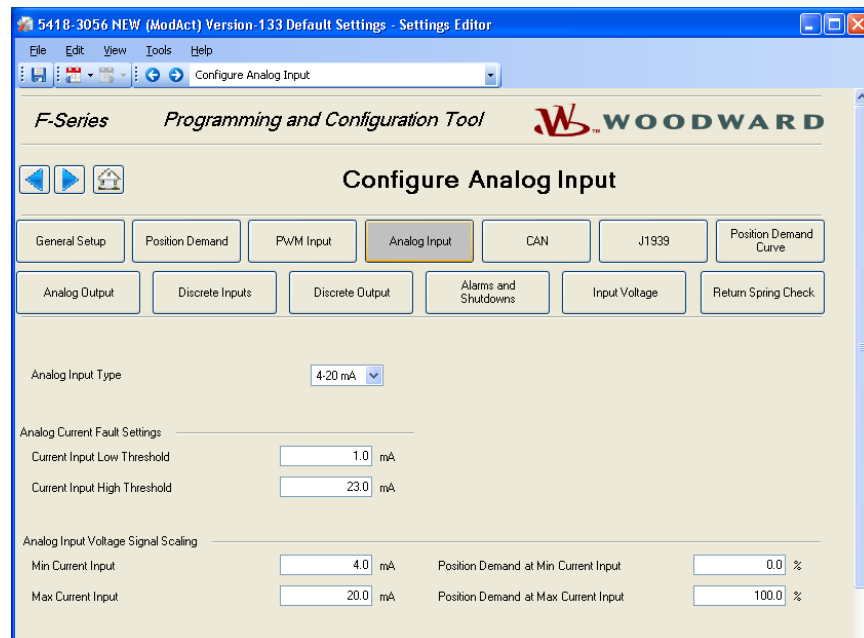 5418-3056 NEW (ModAct) Version-133 Default Settings - Settings Editor
File Edit View Tools Help
Configure Analog Input
F-Series Programming and Configuration Tool WOODWARD
Configure Analog Input
General Setup Position Demand PWM Input Analog Input CAN J1939 Position Demand Curve
Analog Output Discrete Inputs Discrete Output Alarms and Shutdowns Input Voltage Return Spring Check
Analog Input Type 4-20 mA
Analog Current Fault Settings
Current Input Low Threshold 1.0 mA
Current Input High Threshold 23.0 mA
Analog Input Voltage Signal Scaling
Min Current Input 4.0 mA Position Demand at Min Current Input 0.0 %
Max Current Input 20.0 mA Position Demand at Max Current Input 100.0 %